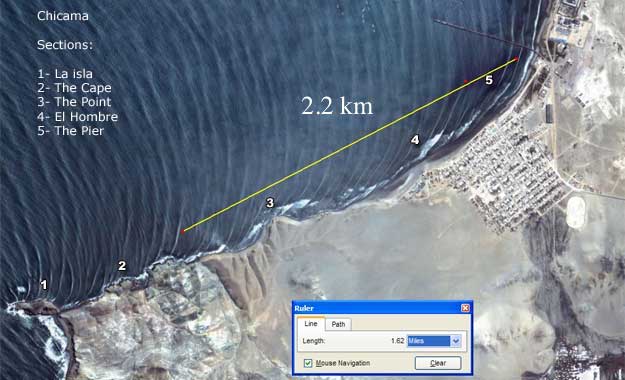 Chicama
Sections:
1- La isla
2- The Cape
3- The Point
4- El Hombre
5- The Pier
2.2 km
5
4
3
2
1
Ruler
Line Path
Length: 1.62 Miles
Mouse Navigation Clear